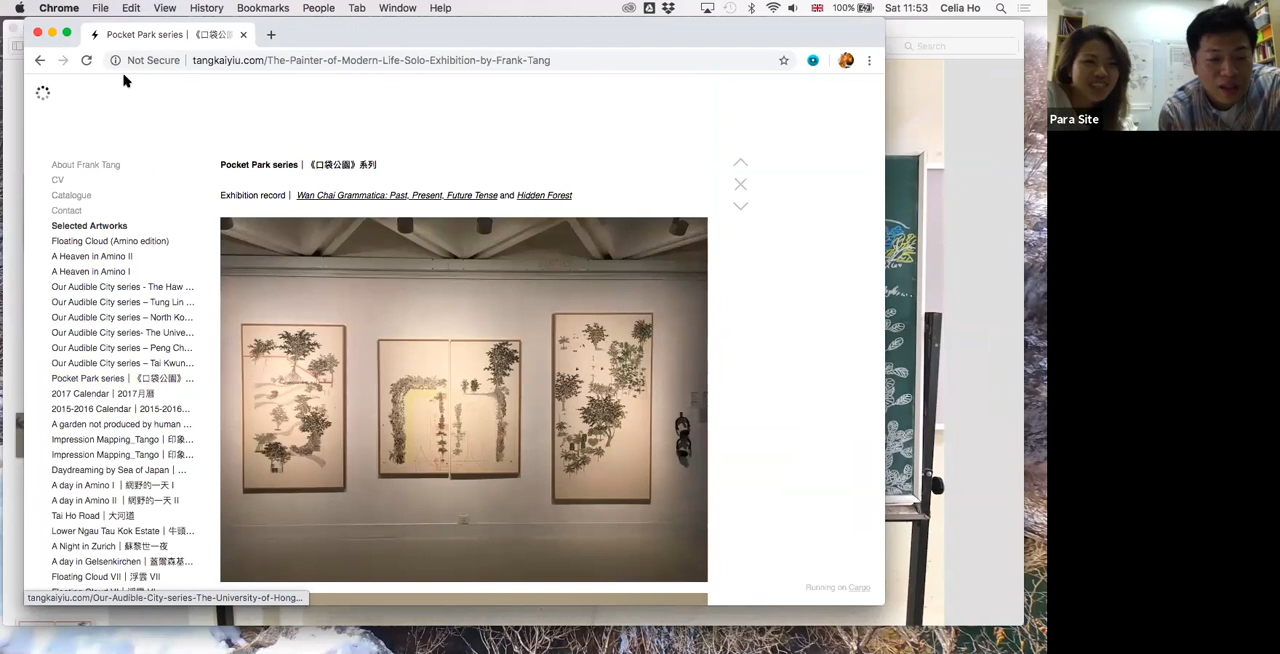 Chrome File Edit View History Bookmarks People Tab Window Help 100% Sat 11:53 Celia Ho
Pocket Park series | 《口袋公園
Search
Not Secure | tangkaiyiu.com/The-Painter-of-Modern-Life-Solo-Exhibition-by-Frank-Tang
Para Site
About Frank Tang
CV
Catalogue
Contact
Selected Artworks
Floating Cloud (Amino edition)
A Heaven in Amino II
A Heaven in Amino I
Our Audible City series - The Haw ...
Our Audible City series – Tung Lin ...
Our Audible City series – North Ko...
Our Audible City series- The Unive...
Our Audible City series – Peng Ch...
Our Audible City series – Tai Kwun...
Pocket Park series | 《口袋公園》...
2017 Calendar | 2017月曆
2015-2016 Calendar | 2015-2016...
A garden not produced by human ...
Impression Mapping_Tango | 印象...
Impression Mapping_Tango | 印象...
Daydreaming by Sea of Japan | ...
A day in Amino I | 網野的一天 I
A day in Amino II | 網野的一天 II
Tai Ho Road | 大河道
Lower Ngau Tau Kok Estate | 牛頭...
A Night in Zurich | 蘇黎世一夜
A day in Gelsenkirchen | 蓋爾森基...
Floating Cloud VII | 浮雲 VII
Pocket Park series | 《口袋公園》系列
Exhibition record | Wan Chai Grammatica: Past, Present, Future Tense and Hidden Forest
Running on Cargo
tangkaiyiu.com/Our-Audible-City-series-The-University-of-Hong...